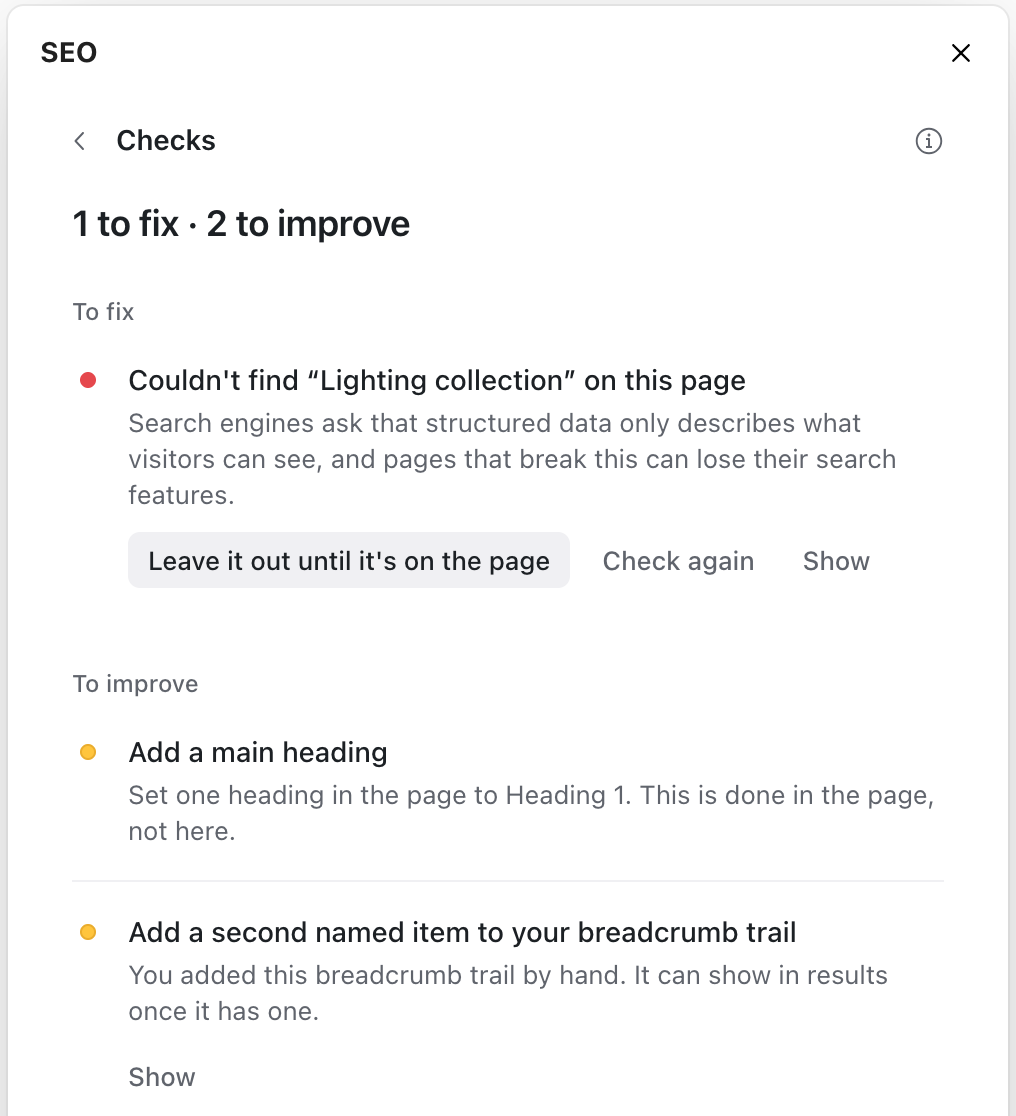 SEO
Checks
1 to fix · 2 to improve
To fix
Couldn't find “Lighting collection” on this page
Search engines ask that structured data only describes what
visitors can see, and pages that break this can lose their search
features.
Leave it out until it's on the page
Check again
Show
To improve
Add a main heading
Set one heading in the page to Heading 1. This is done in the page,
not here.
Add a second named item to your breadcrumb trail
You added this breadcrumb trail by hand. It can show in results
once it has one.
Show